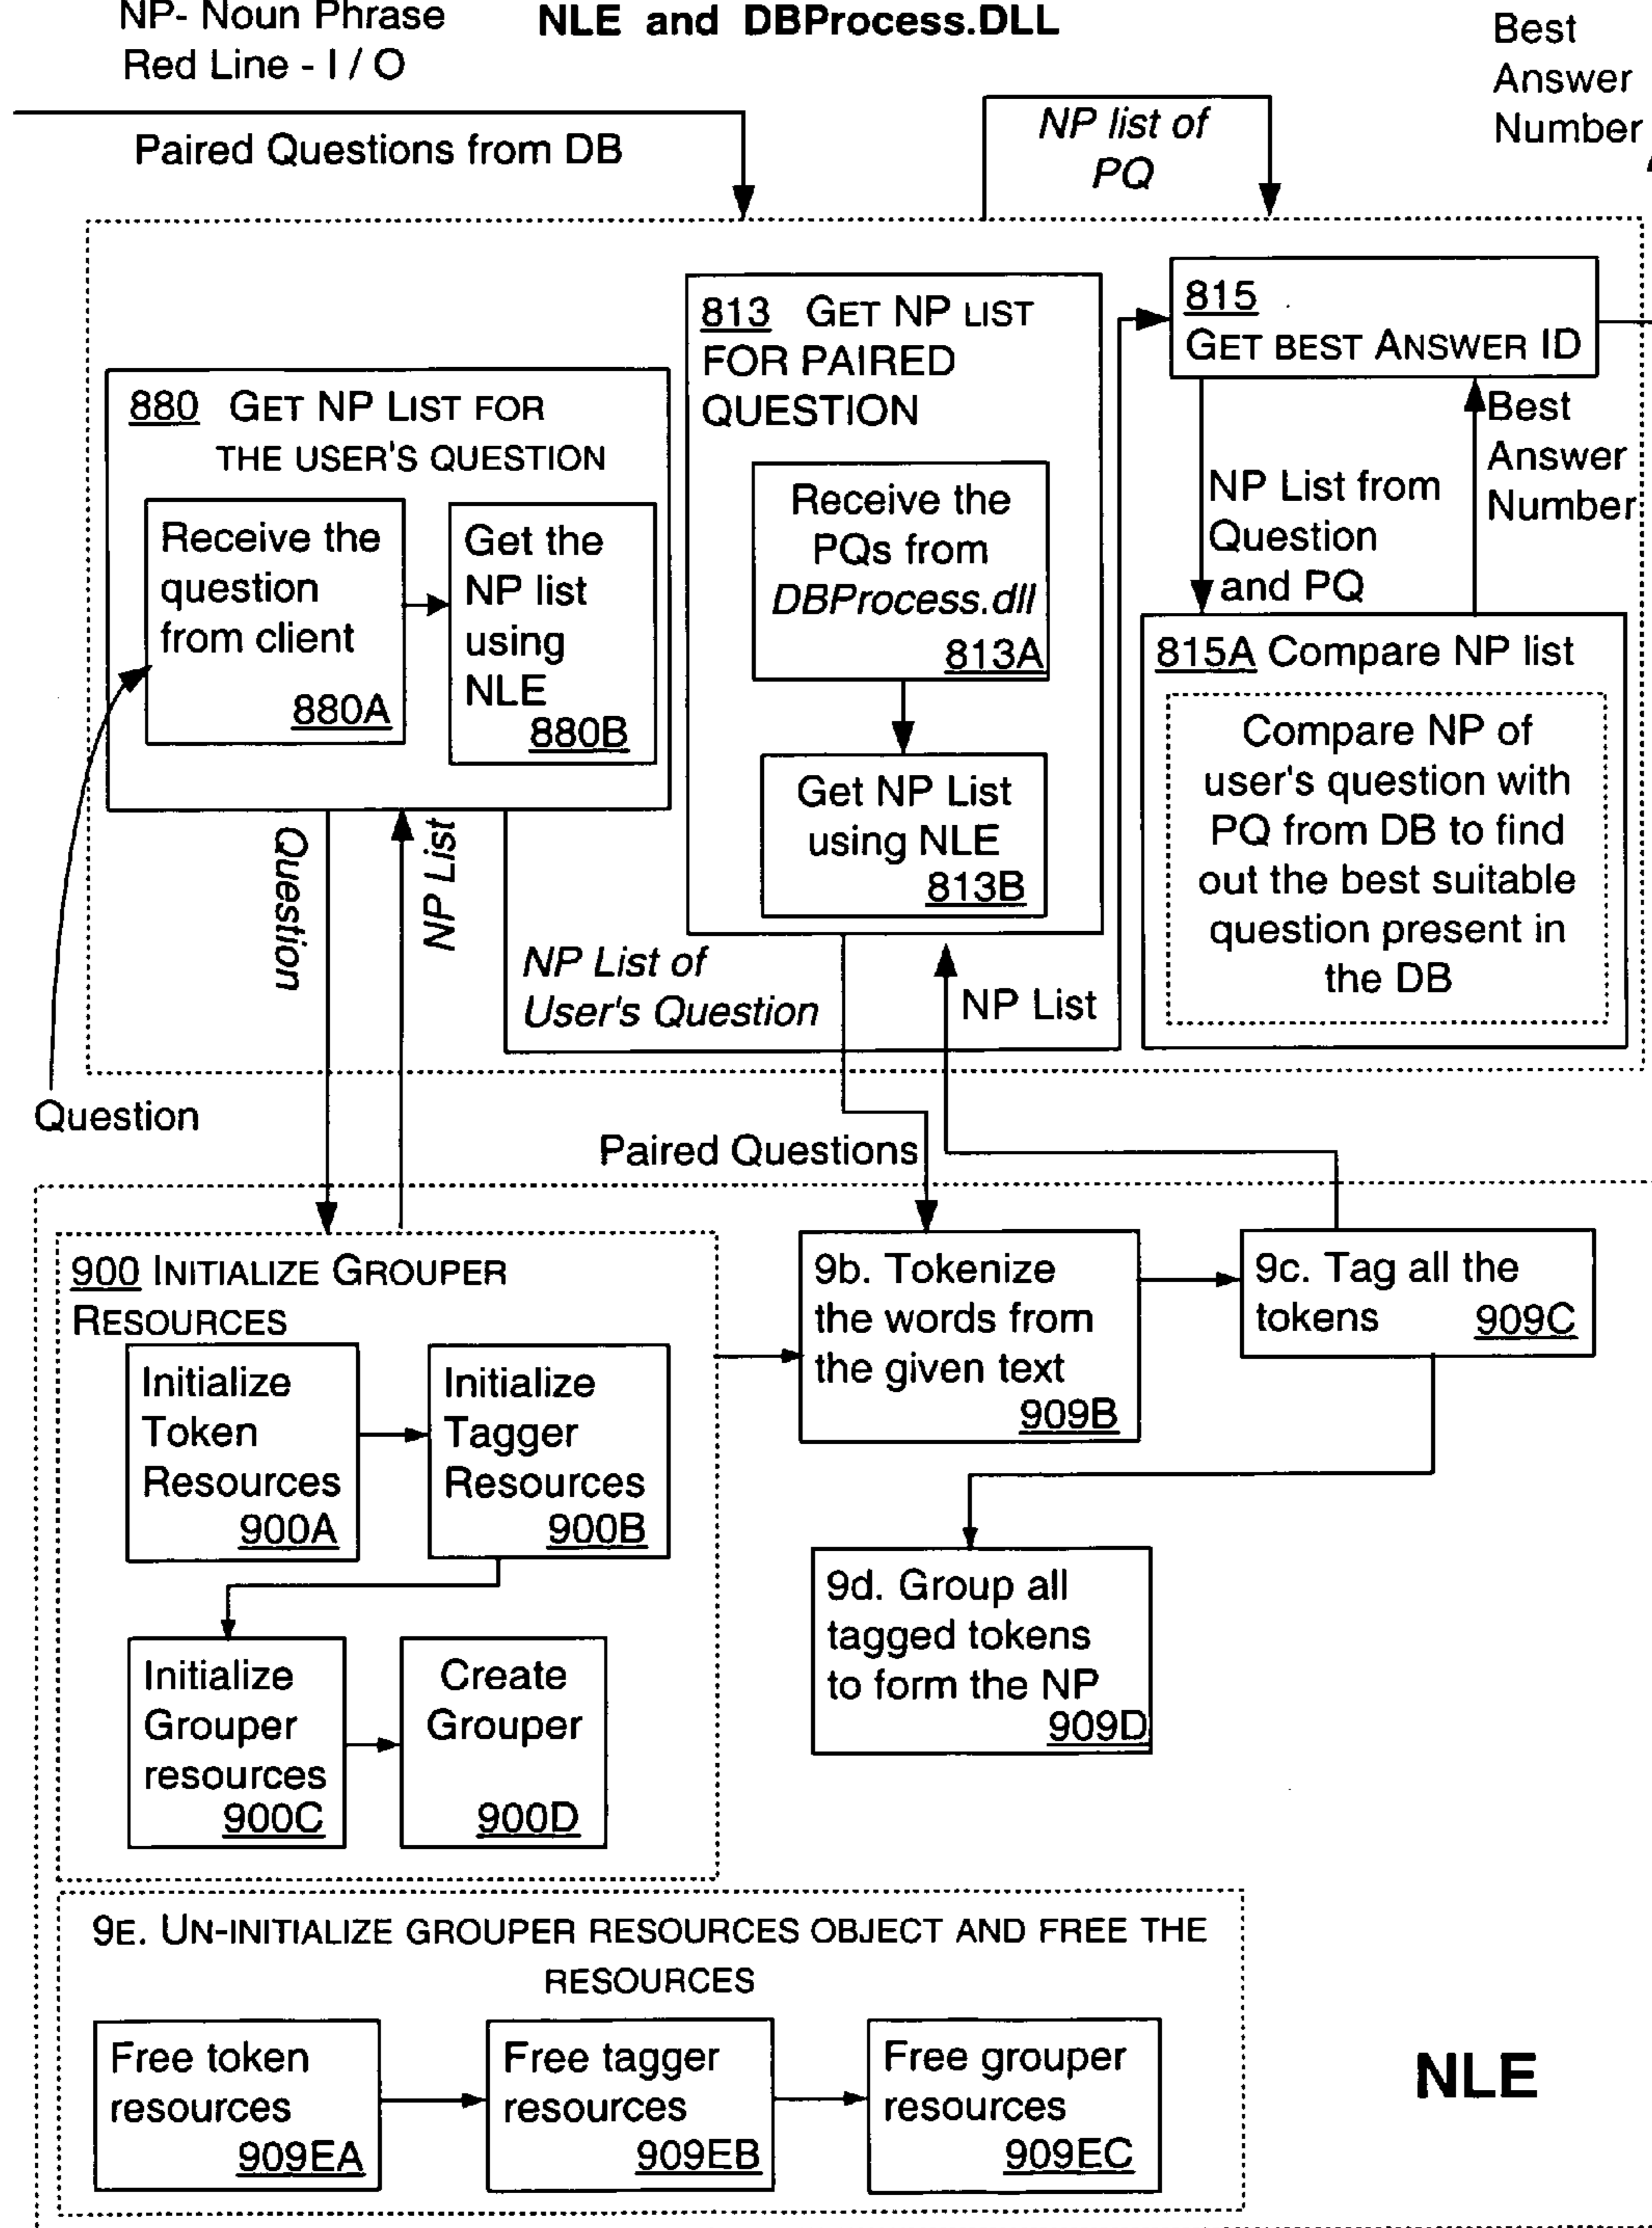 NP- Noun Phrase
Red Line - I / O
NLE and DBProcess.DLL
Best
Answer
Number
Paired Questions from DB
NP list of
PQ
880 GET NP LIST FOR
THE USER'S QUESTION
Receive the
question
from client
880A
Get the
NP list
using
NLE
880B
813 GET NP LIST
FOR PAIRED
QUESTION
Receive the
PQs from
DBProcess.dll
813A
Get NP List
using NLE
813B
815
GET BEST ANSWER ID
NP List from
Question
and PQ
Best
Answer
Number
815A Compare NP list
Compare NP of
user's question with
PQ from DB to find
out the best suitable
question present in
the DB
Question
NP List
NP List of
User's Question
NP List
Question
Paired Questions
900 INITIALIZE GROUPER
RESOURCES
Initialize
Token
Resources
900A
Initialize
Tagger
Resources
900B
Initialize
Grouper
resources
900C
Create
Grouper
900D
9b. Tokenize
the words from
the given text
909B
9c. Tag all the
tokens 909C
9d. Group all
tagged tokens
to form the NP
909D
9E. UN-INITIALIZE GROUPER RESOURCES OBJECT AND FREE THE
RESOURCES
Free token
resources
909EA
Free tagger
resources
909EB
Free grouper
resources
909EC
NLE